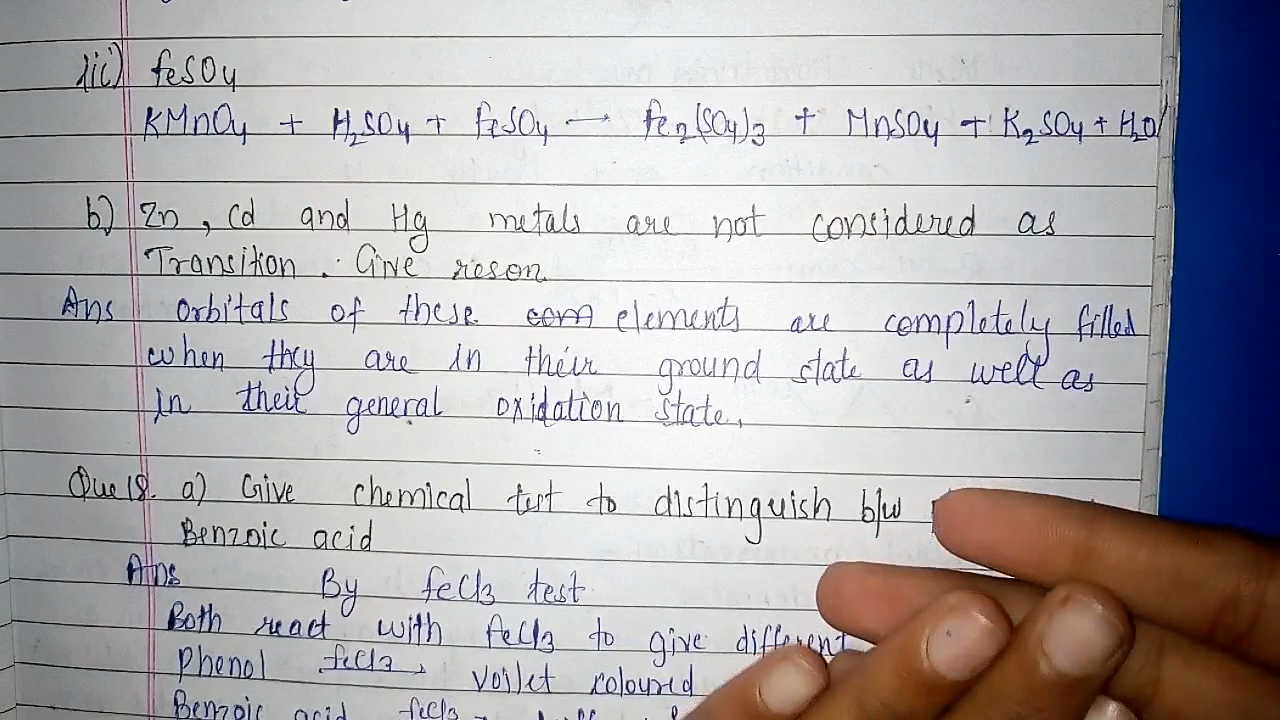 iii) FeSO4
KMnO4 + H2SO4 + FeSO4 → Fe2(SO4)3 + MnSO4 + K2SO4 + H2O
b) Zn, Cd and Hg metals are not considered as
Transition. Give reson
Ans orbitals of these elements are completely filled
when they are in their ground state as well as
in their general oxidation state.
Que 18. a) Give chemical test to distinguish b/w
Benzoic acid
Ans By FeCl3 test
Both react with FeCl3 to give different
Phenol FeCl3 → voilet coloured
Benzoic acid FeCl3